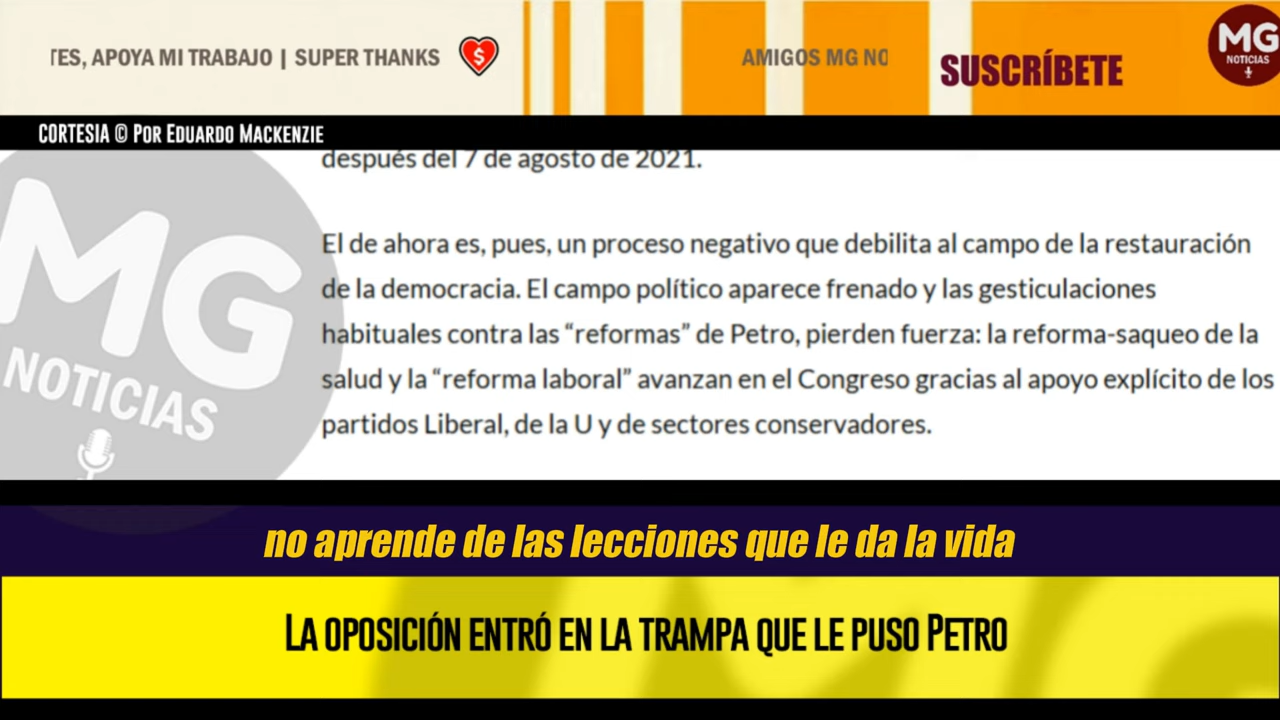 TES, APOYA MI TRABAJO | SUPER THANKS
AMIGOS MG NO
SUSCRÍBETE
MG
NOTICIAS
CORTESIA © POR EDUARDO MACKENZIE
después del 7 de agosto de 2021.
El de ahora es, pues, un proceso negativo que debilita al campo de la restauración
de la democracia. El campo político aparece frenado y las gesticulaciones
habituales contra las “reformas” de Petro, pierden fuerza: la reforma-saqueo de la
salud y la “reforma laboral” avanzan en el Congreso gracias al apoyo explícito de los
partidos Liberal, de la U y de sectores conservadores.
MG
NOTICIAS
no aprende de las lecciones que le da la vida
LA OPOSICIÓN ENTRÓ EN LA TRAMPA QUE LE PUSO PETRO